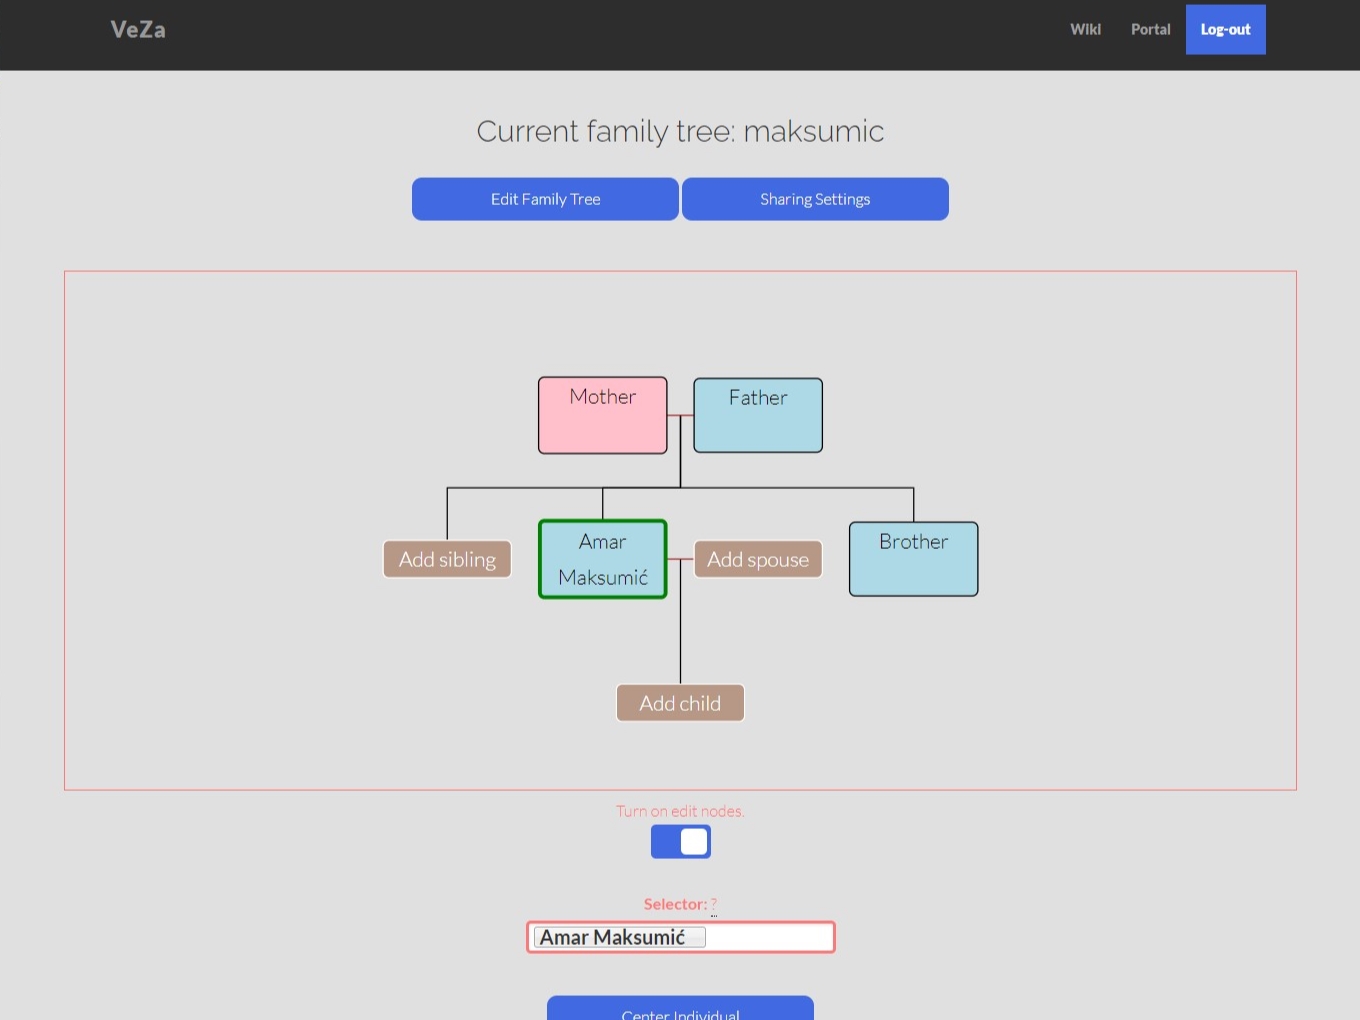 VeZa
Wiki
Portal
Log-out
Current family tree: maksumic
Edit Family Tree
Sharing Settings
Mother
Father
Add sibling
Amar
Maksumić
Add spouse
Brother
Add child
Turn on edit nodes.
Selector: ?
Amar Maksumić
Center Individual